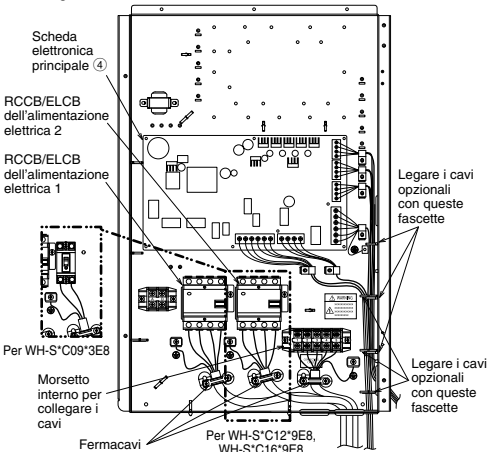 Scheda
elettronica
principale ④
RCCB/ELCB
dell'alimentazione
elettrica 2
RCCB/ELCB
dell'alimentazione
elettrica 1
Legare i cavi
opzionali
con queste
fascette
WARNING
Per WH-S*C09*3E8
Morsetto
interno per
collegare i
cavi
Legare i cavi
opzionali
con queste
fascette
Fermacavi
Per WH-S*C12*9E8,
WH-S*C16*9E8